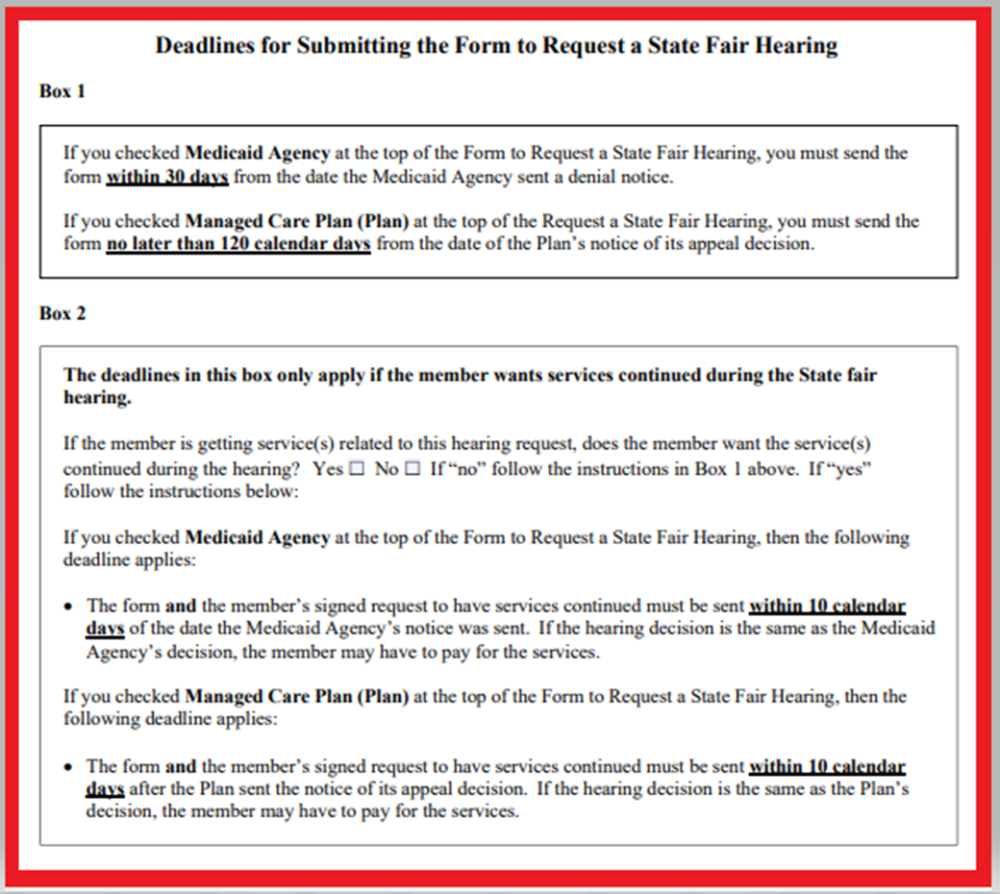 Deadlines for Submitting the Form to Request a State Fair Hearing
Box 1
If you checked Medicaid Agency at the top of the Form to Request a State Fair Hearing, you must send the
form within 30 days from the date the Medicaid Agency sent a denial notice.
If you checked Managed Care Plan (Plan) at the top of the Request a State Fair Hearing, you must send the
form no later than 120 calendar days from the date of the Plan's notice of its appeal decision.
Box 2
The deadlines in this box only apply if the member wants services continued during the State fair
hearing.
If the member is getting service(s) related to this hearing request, does the member want the service(s)
continued during the hearing? Yes ☐ No ☐ If “no” follow the instructions in Box 1 above. If “yes”
follow the instructions below:
If you checked Medicaid Agency at the top of the Form to Request a State Fair Hearing, then the following
deadline applies:
• The form and the member's signed request to have services continued must be sent within 10 calendar
days of the date the Medicaid Agency's notice was sent. If the hearing decision is the same as the Medicaid
Agency's decision, the member may have to pay for the services.
If you checked Managed Care Plan (Plan) at the top of the Form to Request a State Fair Hearing, then the
following deadline applies:
• The form and the member's signed request to have services continued must be sent within 10 calendar
days after the Plan sent the notice of its appeal decision. If the hearing decision is the same as the Plan's
decision, the member may have to pay for the services.